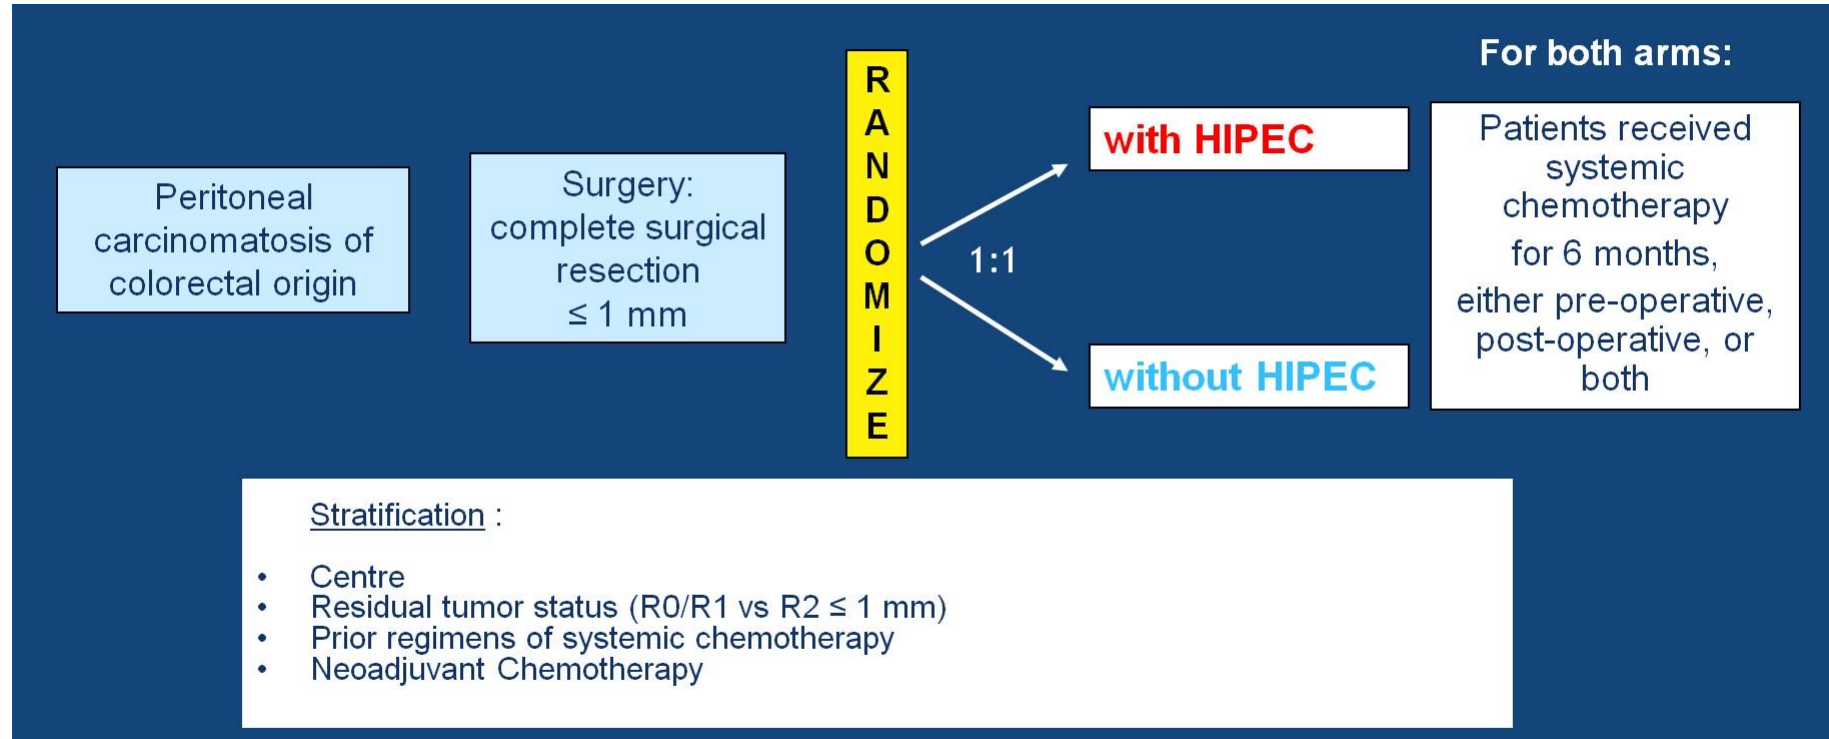 Peritoneal
carcinomatosis of
colorectal origin
Surgery:
complete surgical
resection
≤ 1 mm
R
A
N
D
O
M
I
Z
E
1:1
with HIPEC
without HIPEC
For both arms:
Patients received
systemic
chemotherapy
for 6 months,
either pre-operative,
post-operative, or
both
Stratification :
• Centre
• Residual tumor status (R0/R1 vs R2 ≤ 1 mm)
• Prior regimens of systemic chemotherapy
• Neoadjuvant Chemotherapy